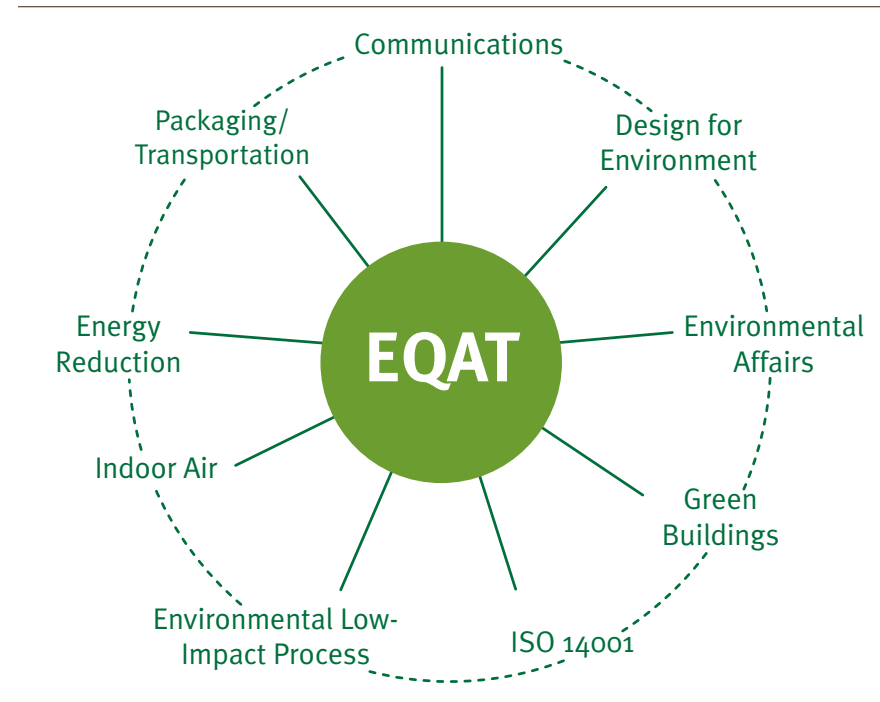 Communications
Design for
Environment
Environmental
Affairs
Green
Buildings
ISO 14001
Environmental Low-
Impact Process
Indoor Air
Energy
Reduction
Packaging/
Transportation
EQAT